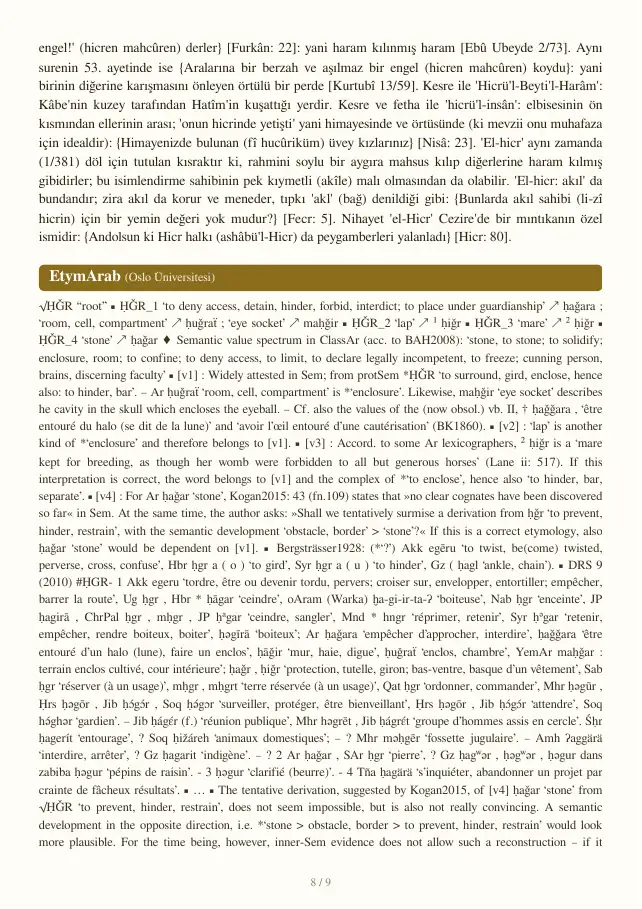 engel!' (hicren mahcûren) derler} [Furkân: 22]: yani haram kılınmış haram [Ebû Ubeyde 2/73]. Aynı
surenin 53. ayetinde ise {Aralarına bir berzah ve aşılmaz bir engel (hicren mahcûren) koydu}: yani
birinin diğerine karışmasını önleyen örtülü bir perde [Kurtubî 13/59]. Kesre ile 'Hicrü'l-Beyti'l-Harâm':
Kâbe'nin kuzey tarafından Hatîm'in kuşattığı yerdir. Kesre ve fetha ile 'hicrü'l-insân': elbisesinin ön
kısmından ellerinin arası; 'onun hicrinde yetişti' yani himayesinde ve örtüsünde (ki mevzii onu muhafaza
için idealdir): {Himayenizde bulunan (fî hucûriküm) üvey kızlarınız} [Nisâ: 23]. 'El-hicr' aynı zamanda
(1/381) döl için tutulan kısraktır ki, rahmini soylu bir aygıra mahsus kılıp diğerlerine haram kılmış
gibidirler; bu isimlendirme sahibinin pek kıymetli (akîle) malı olmasından da olabilir. 'El-hicr: akıl' da
bundandır; zira akıl da korur ve meneder, tıpkı 'akl' (bağ) denildiği gibi: {Bunlarda akıl sahibi (li-zî
hicrin) için bir yemin değeri yok mudur?} [Fecr: 5]. Nihayet 'el-Hicr' Cezire'de bir mıntıkanın özel
ismidir: {Andolsun ki Hicr halkı (ashâbü'l-Hicr) da peygamberleri yalanladı} [Hicr: 80].
EtymArab (Oslo Üniversitesi)
√ḤĞR “root” ▪ ḤĞR_1 ‘to deny access, detain, hinder, forbid, interdict; to place under guardianship’ ↗ ḥaǧara ;
‘room, cell, compartment’ ↗ ḥuǧraẗ ; ‘eye socket’ ↗ maḥǧir ▪ ḤĞR_2 ‘lap’ ↗ ¹ ḥiǧr ▪ ḤĞR_3 ‘mare’ ↗ ² ḥiǧr ▪
ḤĞR_4 ‘stone’ ↗ ḥaǧar ♦ Semantic value spectrum in ClassAr (acc. to BAH2008): ‘stone, to stone; to solidify;
enclosure, room; to confine; to deny access, to limit, to declare legally incompetent, to freeze; cunning person,
brains, discerning faculty’ ▪ [v1] : Widely attested in Sem; from protSem *ḤĞR ‘to surround, gird, enclose, hence
also: to hinder, bar’. – Ar ḥuǧraẗ ‘room, cell, compartment’ is *‘enclosure’. Likewise, maḥǧir ‘eye socket’ describes
he cavity in the skull which encloses the eyeball. – Cf. also the values of the (now obsol.) vb. II, † ḥaǧǧara , ‘être
entouré du halo (se dit de la lune)’ and ‘avoir l’œil entouré d’une cautérisation’ (BK1860). ▪ [v2] : ‘lap’ is another
kind of *‘enclosure’ and therefore belongs to [v1]. ▪ [v3] : Accord. to some Ar lexicographers, ² ḥiǧr is a ‘mare
kept for breeding, as though her womb were forbidden to all but generous horses’ (Lane ii: 517). If this
interpretation is correct, the word belongs to [v1] and the complex of *‘to enclose’, hence also ‘to hinder, bar,
separate’. ▪ [v4] : For Ar ḥaǧar ‘stone’, Kogan2015: 43 (fn.109) states that »no clear cognates have been discovered
so far« in Sem. At the same time, the author asks: »Shall we tentatively surmise a derivation from ḥǧr ‘to prevent,
hinder, restrain’, with the semantic development ‘obstacle, border’ > ‘stone’?« If this is a correct etymology, also
ḥaǧar ‘stone’ would be dependent on [v1]. ▪ Bergsträsser1928: (*‘?’) Akk egēru ‘to twist, be(come) twisted,
perverse, cross, confuse’, Hbr ḥgr a ( o ) ‘to gird’, Syr ḥgr a ( u ) ‘to hinder’, Gz ( ḥagl ‘ankle, chain’). ▪ DRS 9
(2010) #ḤGR- 1 Akk egeru ‘tordre, être ou devenir tordu, pervers; croiser sur, envelopper, entortiller; empêcher,
barrer la route’, Ug ḥgr , Hbr * ḥāgar ‘ceindre’, oAram (Warka) ḫa-gi-ir-ta-ʔ ‘boiteuse’, Nab ḥgr ‘enceinte’, JP
ḥagirā , ChrPal ḥgr , mḥgr , JP ḥᵃgar ‘ceindre, sangler’, Mnd * hngr ‘réprimer, retenir’, Syr ḥᵃgar ‘retenir,
empêcher, rendre boiteux, boiter’, ḥəgīrā ‘boiteux’; Ar ḥaǧara ‘empêcher d’approcher, interdire’, ḥaǧǧara ‘être
entouré d’un halo (lune), faire un enclos’, ḥāǧir ‘mur, haie, digue’, ḥuǧraẗ ‘enclos, chambre’, YemAr maḥǧar :
terrain enclos cultivé, cour intérieure’; ḥaǧr , ḥiǧr ‘protection, tutelle, giron; bas-ventre, basque d’un vêtement’, Sab
ḥgr ‘réserver (à un usage)’, mḥgr , mḥgrt ‘terre réservée (à un usage)’, Qat ḥgr ‘ordonner, commander’, Mhr ḥəgūr ,
Ḥrs ḥəgōr , Jib ḥógɔ́r , Soq ḥágɔr ‘surveiller, protéger, être bienveillant’, Ḥrs ḥəgōr , Jib ḥógɔ́r ‘attendre’, Soq
hóghər ‘gardien’. – Jib ḥágɛ́r (f.) ‘réunion publique’, Mhr ḥəgrēt , Jib ḥágrɛ́t ‘groupe d’hommes assis en cercle’. Śḥr
ḥagerít ‘entourage’, ? Soq ḥižáreh ‘animaux domestiques’; – ? Mhr məḥgēr ‘fossette jugulaire’. – Amh ʔaggärä
‘interdire, arrêter’, ? Gz ḥagarit ‘indigène’. – ? 2 Ar ḥaǧar , SAr ḥgr ‘pierre’, ? Gz ḥagʷər , ḥəgʷər , ḥəgur dans
zabiba ḥəgur ‘pépins de raisin’. - 3 ḥəgur ‘clarifié (beurre)’. - 4 Tña ḥagärä ‘s’inquiéter, abandonner un projet par
crainte de fâcheux résultats’. ▪ … ▪ The tentative derivation, suggested by Kogan2015, of [v4] ḥaǧar ‘stone’ from
√ḤĞR ‘to prevent, hinder, restrain’, does not seem impossible, but is also not really convincing. A semantic
development in the opposite direction, i.e. *‘stone > obstacle, border > to prevent, hinder, restrain’ would look
more plausible. For the time being, however, inner-Sem evidence does not allow such a reconstruction – if it
8 / 9